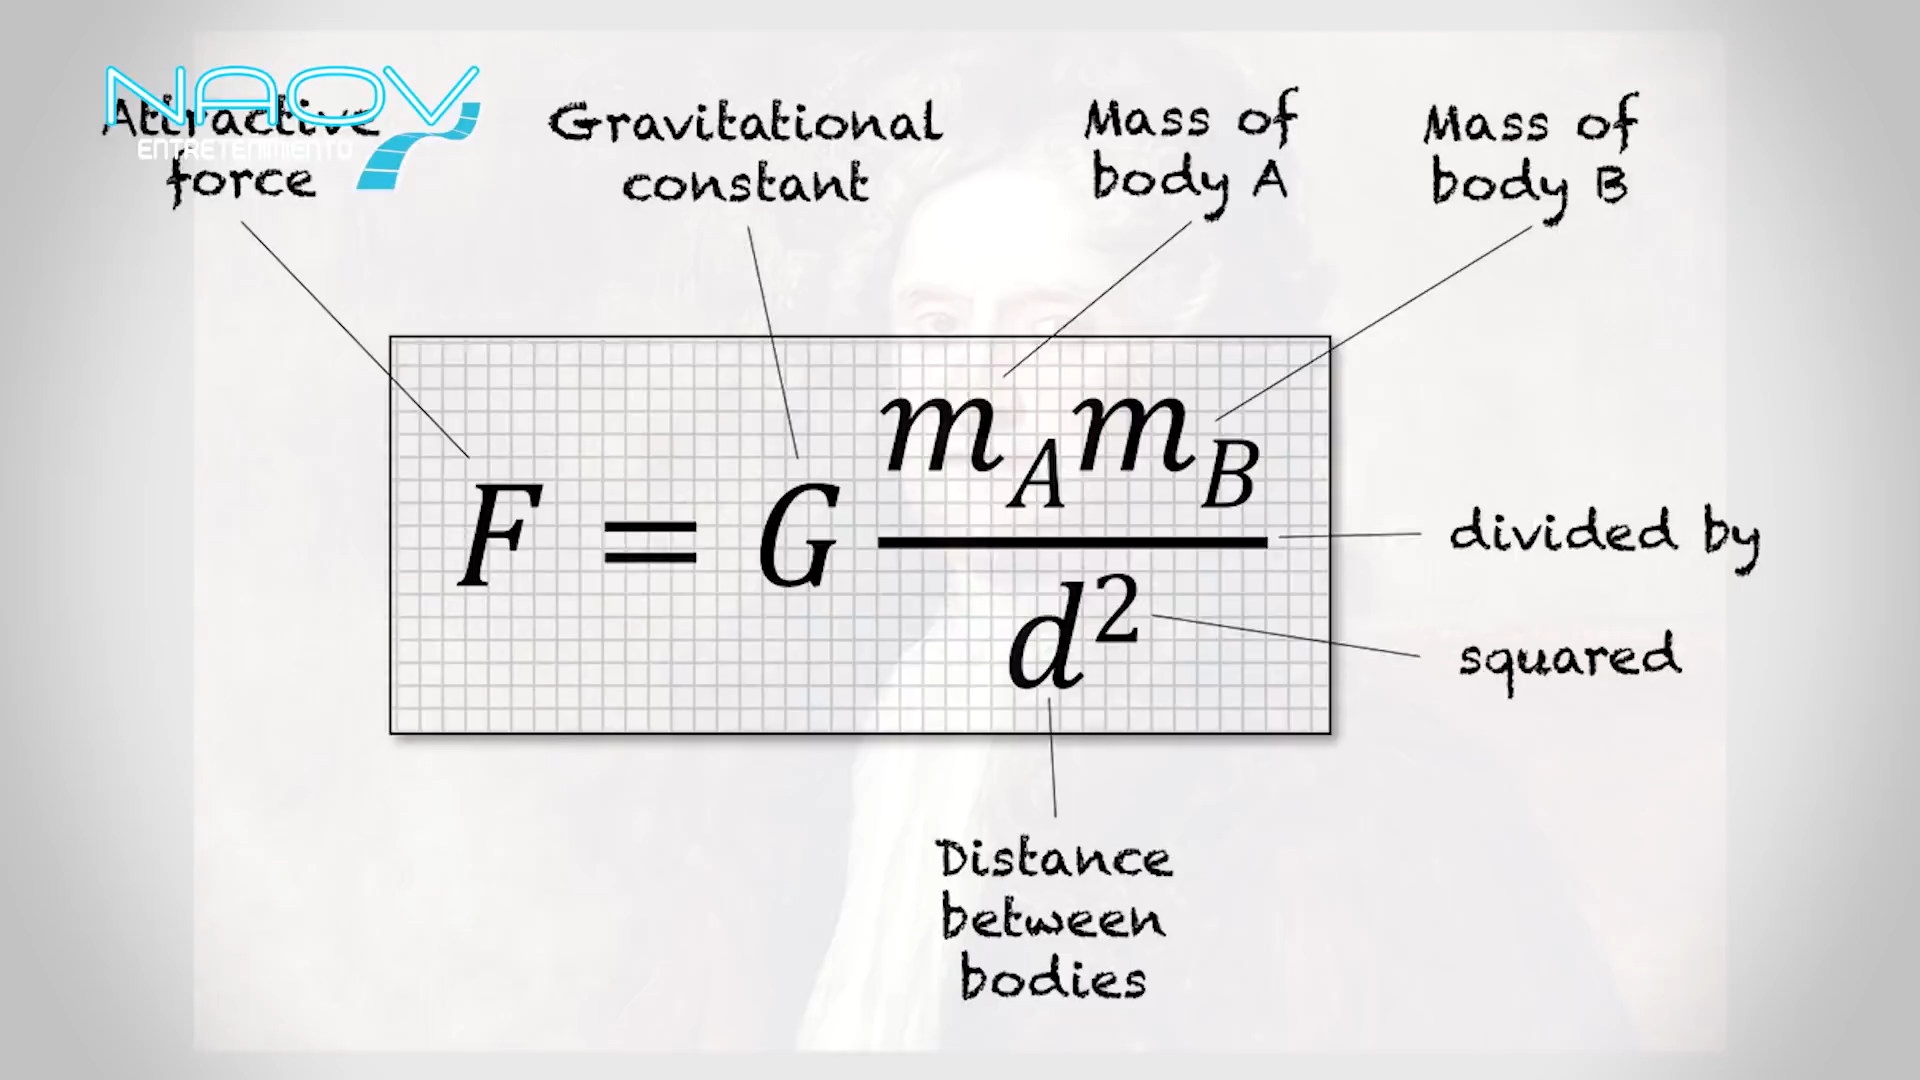 NAOV
ENTRETENIMIENTO
Attractive
force
Gravitational
constant
Mass of
body A
Mass of
body B
F = G m_A m_B / d²
divided by
squared
Distance
between
bodies